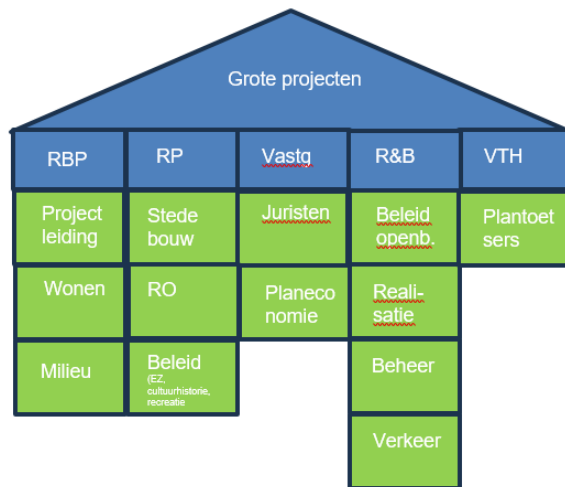 Grote projecten
RBP
RP
Vastg
R&B
VTH
Project
leiding
Stede
bouw
Juristen
Beleid
openb.
Plantoet
sers
Wonen
RO
Planeco
nomie
Reali-
satie
Milieu
Beleid
(EZ,
cultuurhistorie,
recreatie
Beheer
Verkeer